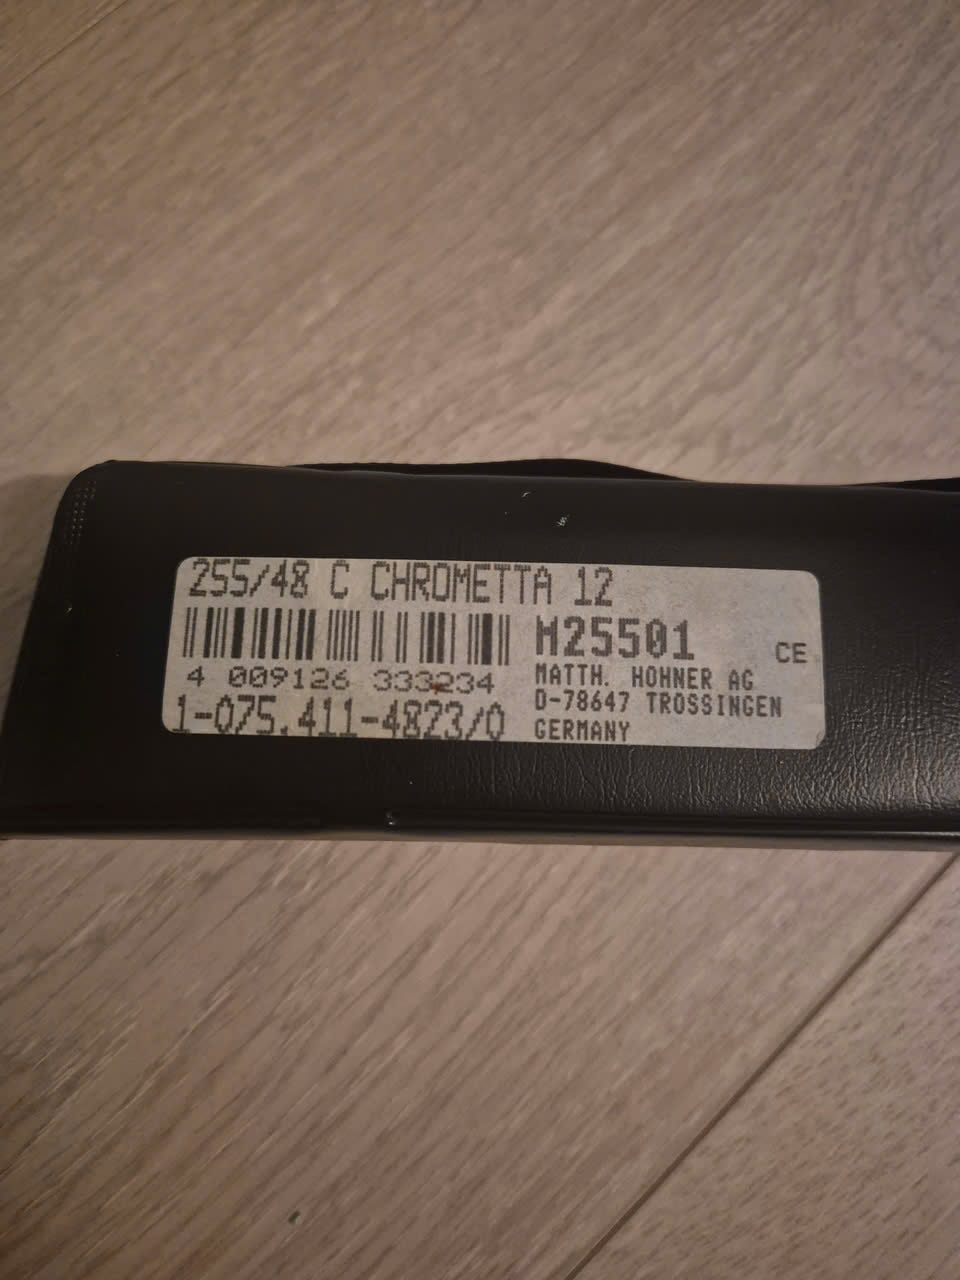 255/48 C CHROMETTA 12
M25501
CE
4 009126 333234
MATTH. HOHNER AG
D-78647 TROSSINGEN
GERMANY
1-075.411-4823/0